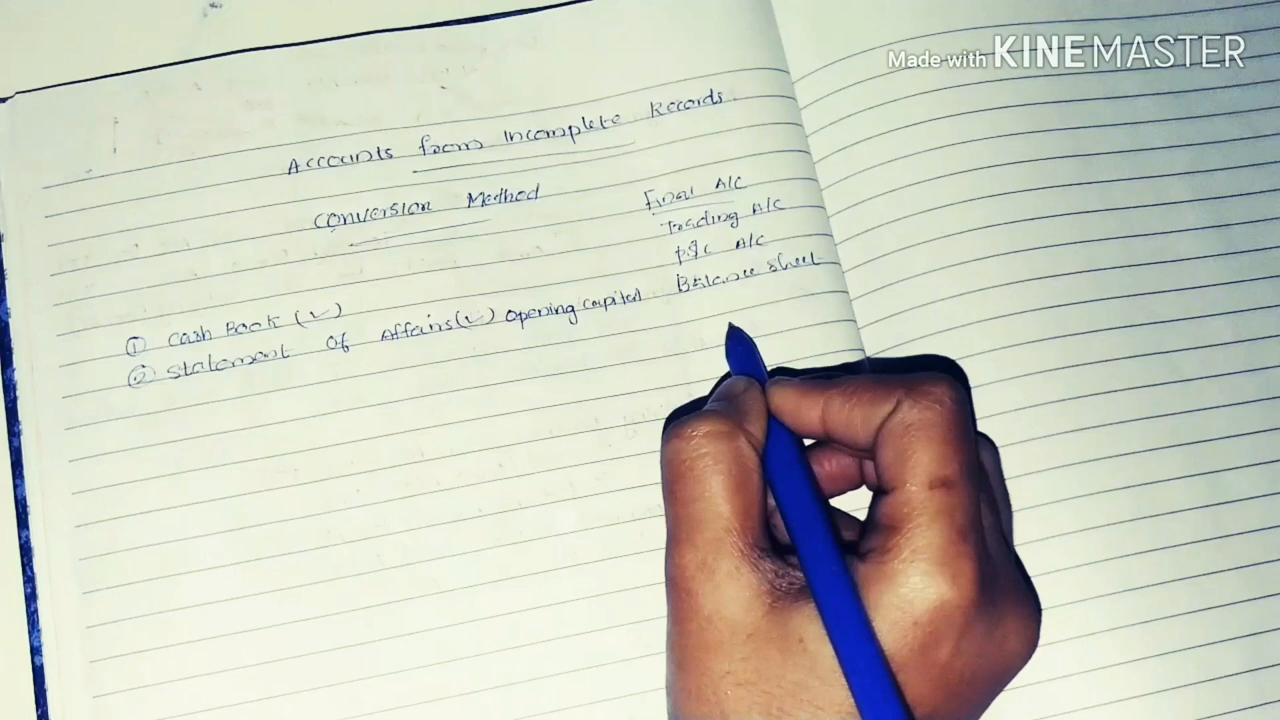 Made with KINEMASTER
Accounts from Incomplete Records.
Conversion Method
Final A/C
Trading A/C
P&L A/C
Balance sheet
① Cash Book (✓)
② Statement of Affairs (✓) opening capital